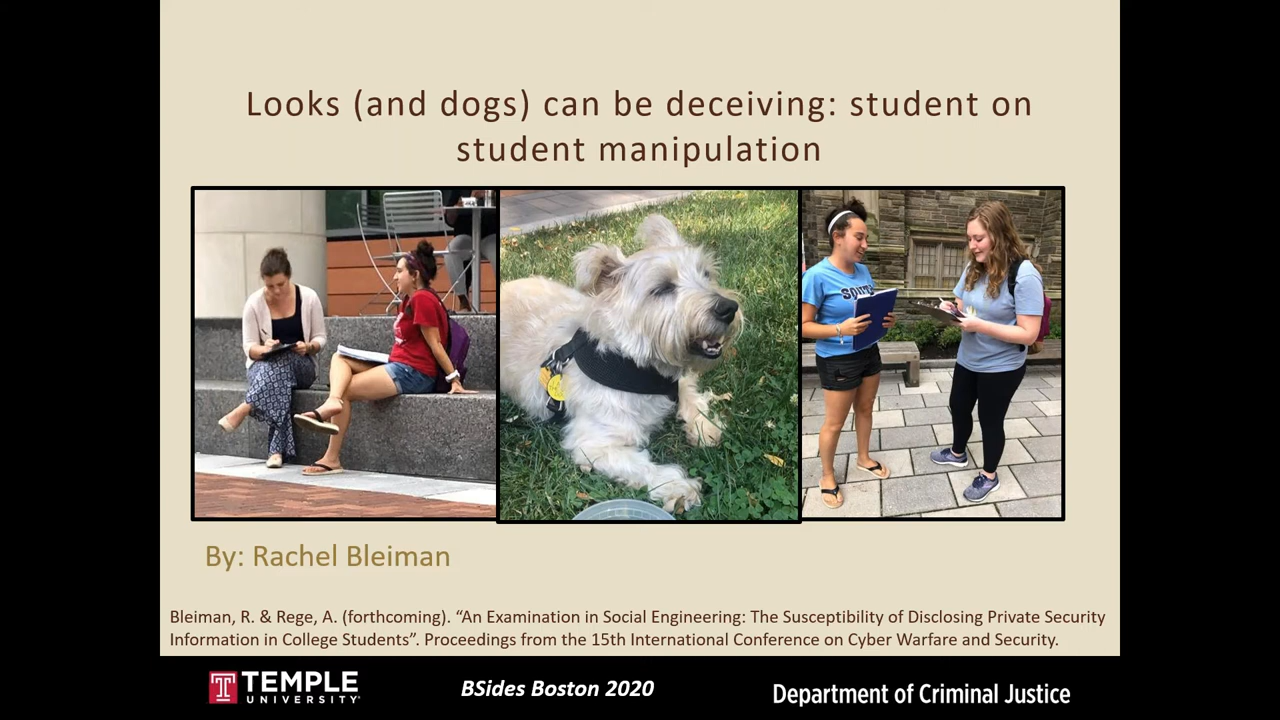 Looks (and dogs) can be deceiving: student on
student manipulation
SOUTH
By: Rachel Bleiman
Bleiman, R. & Rege, A. (forthcoming). “An Examination in Social Engineering: The Susceptibility of Disclosing Private Security
Information in College Students”. Proceedings from the 15th International Conference on Cyber Warfare and Security.
TEMPLE
UNIVERSITY
BSides Boston 2020
Department of Criminal Justice